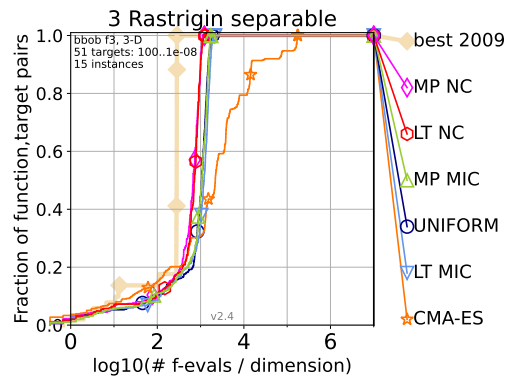 3 Rastrigin separable
bbob f3, 3-D
51 targets: 100..1e-08
15 instances
Fraction of function,target pairs
1.0
0.8
0.6
0.4
0.2
0.0
0
2
4
6
log10(# f-evals / dimension)
v2.4
best 2009
MP NC
LT NC
MP MIC
UNIFORM
LT MIC
CMA-ES